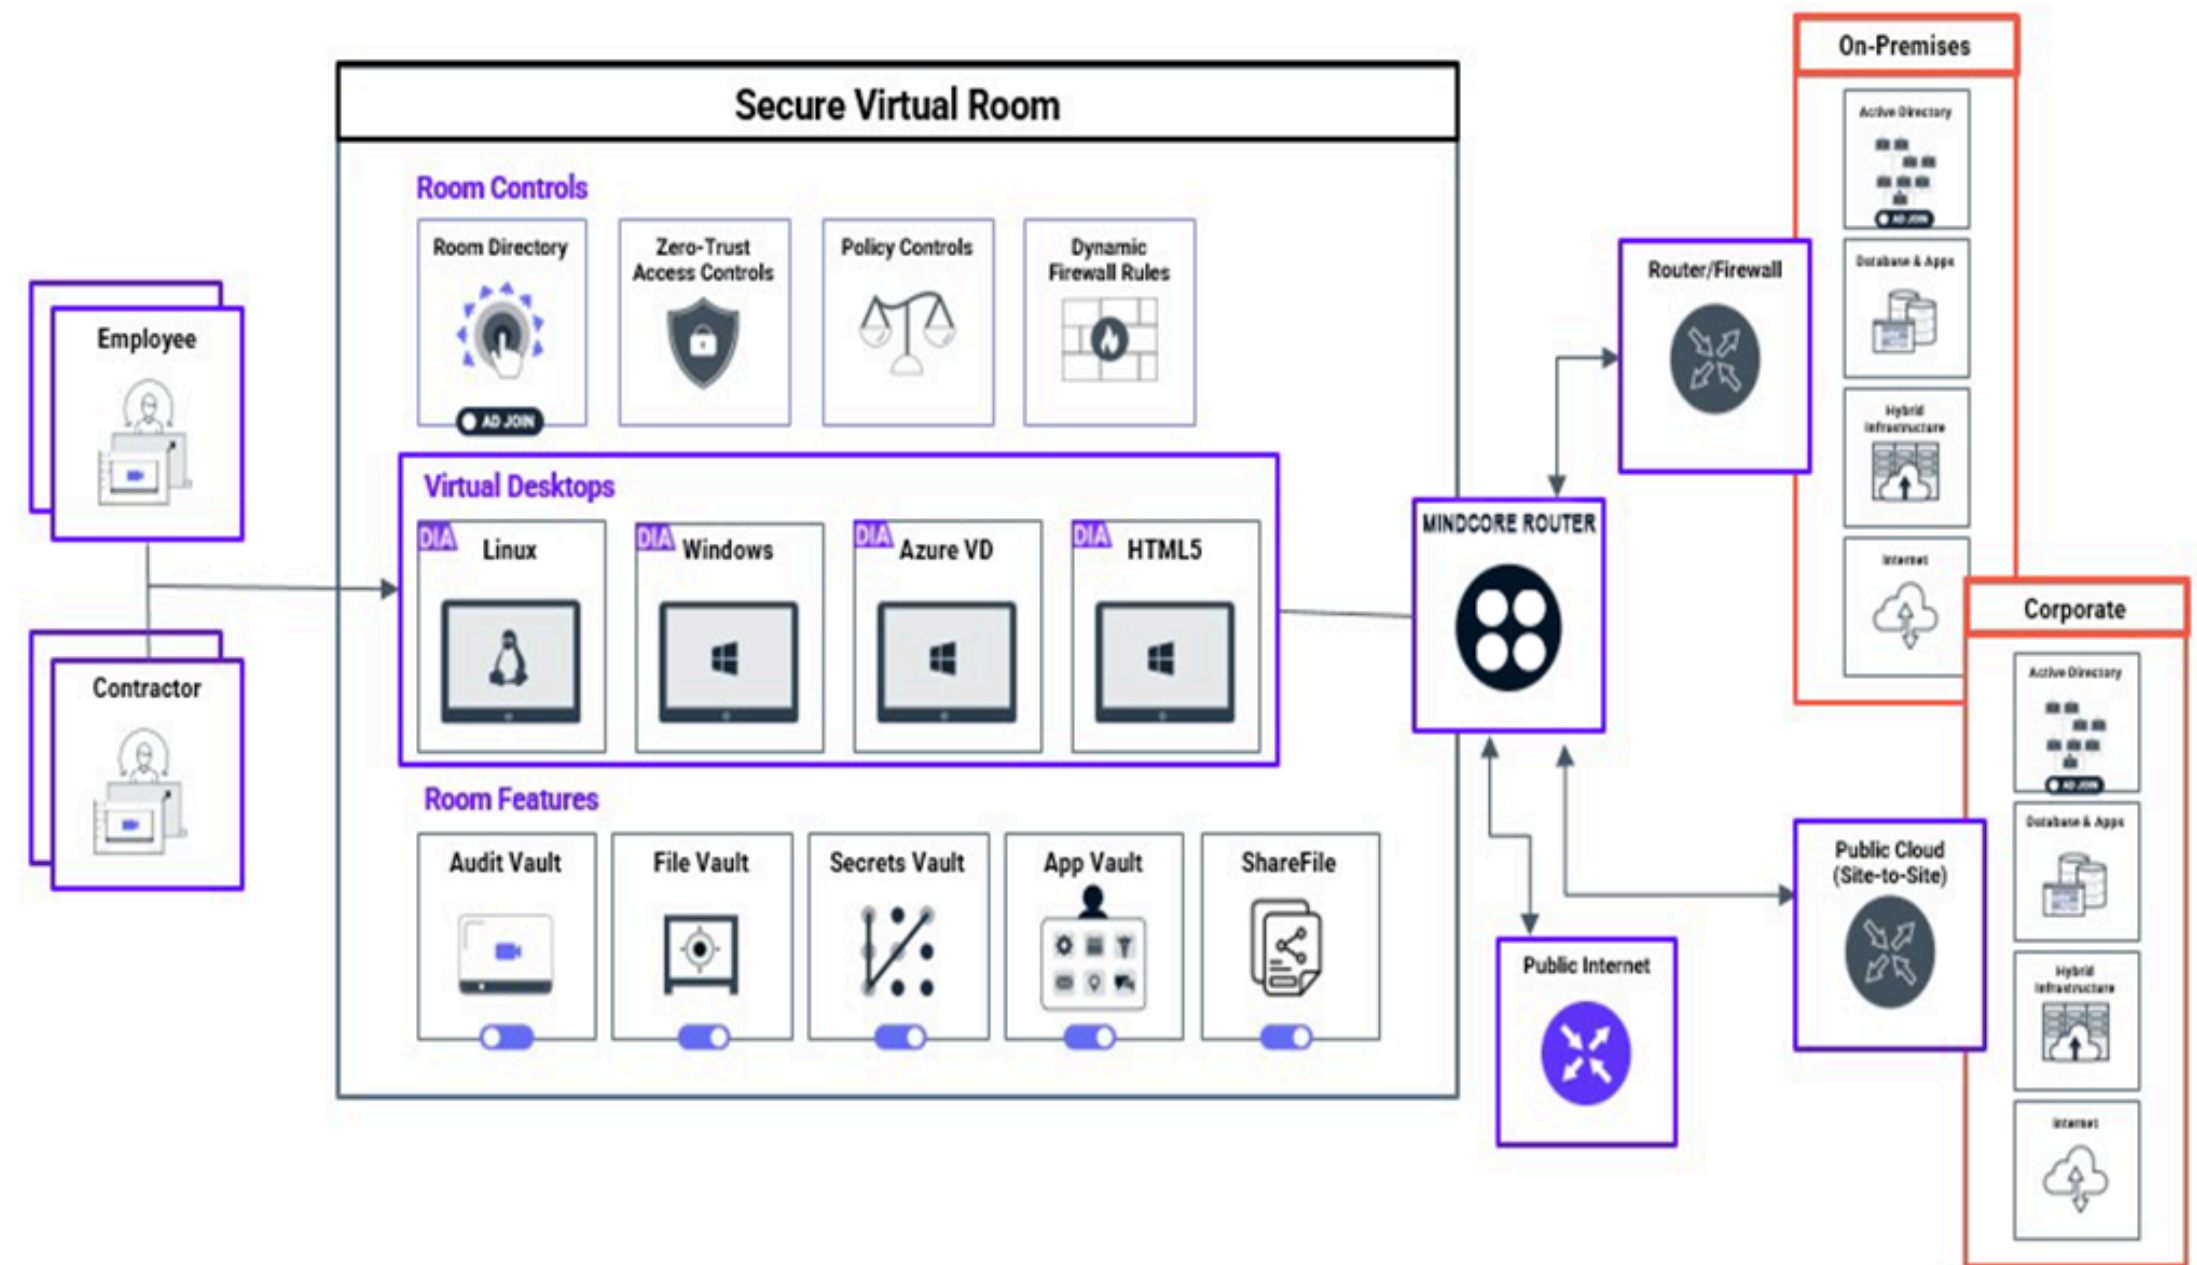 On-Premises
Secure Virtual Room
Active Directory
AD JOIN
Database & Apps
Hybrid
Infrastructure
Internet
Room Controls
Room Directory
AD JOIN
Zero-Trust
Access Controls
Policy Controls
Dynamic
Firewall Rules
Router/Firewall
Employee
Contractor
Virtual Desktops
DIA
Linux
DIA
Windows
DIA
Azure VD
DIA
HTML5
MINDCORE ROUTER
Corporate
Active Directory
AD JOIN
Database & Apps
Hybrid
Infrastructure
Internet
Room Features
Audit Vault
File Vault
Secrets Vault
App Vault
ShareFile
Public Internet
Public Cloud
(Site-to-Site)